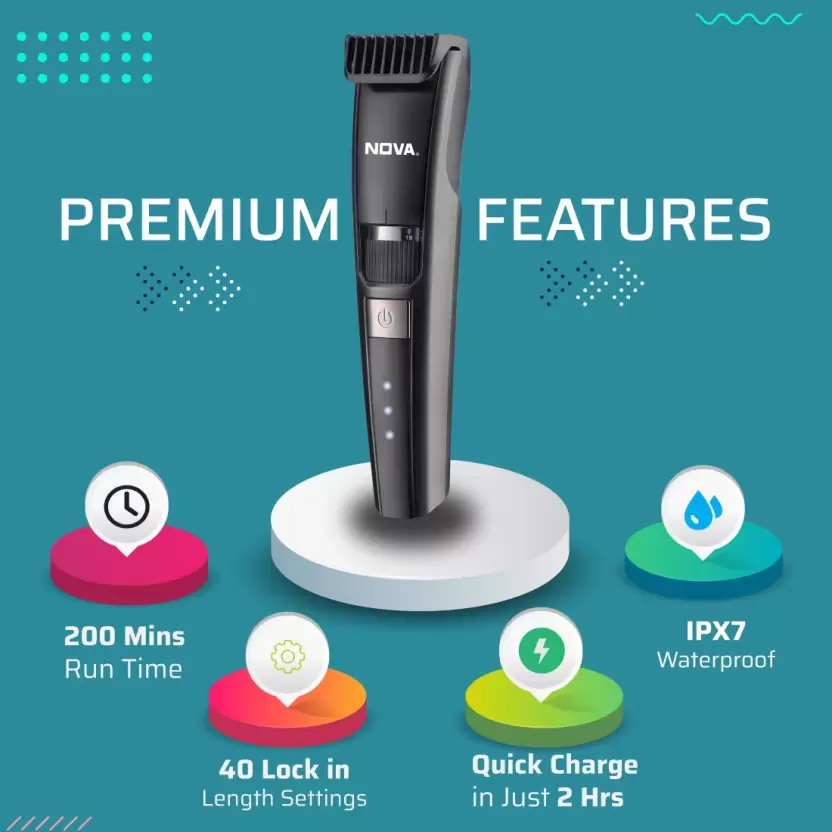 NOVA
PREMIUM FEATURES
200 Mins
Run Time
40 Lock in
Length Settings
Quick Charge
in Just 2 Hrs
IPX7
Waterproof